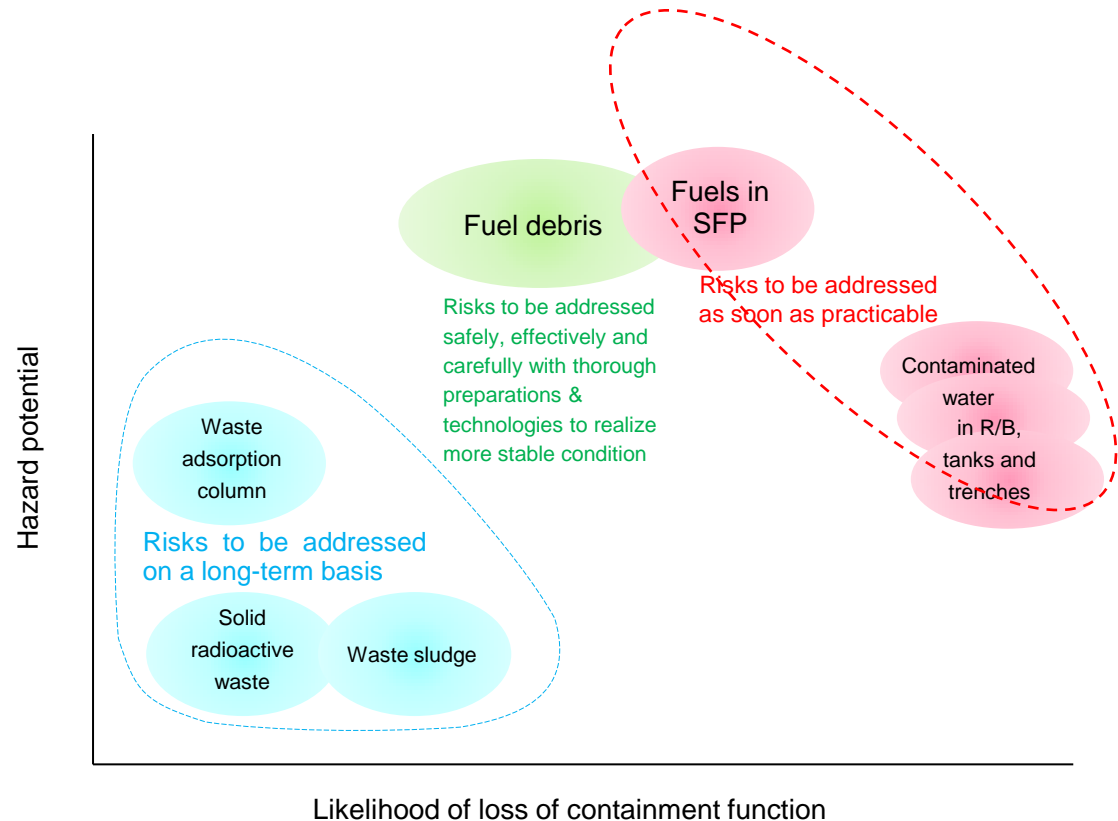 Fuel debris
Fuels in
SFP
Risks to be addressed
safely, effectively and
carefully with thorough
preparations &
technologies to realize
more stable condition
Risks to be addressed
as soon as practicable
Contaminated
water
in R/B,
tanks and
trenches
Waste
adsorption
column
Risks to be addressed
on a long-term basis
Solid
radioactive
waste
Waste sludge
Hazard potential
Likelihood of loss of containment function